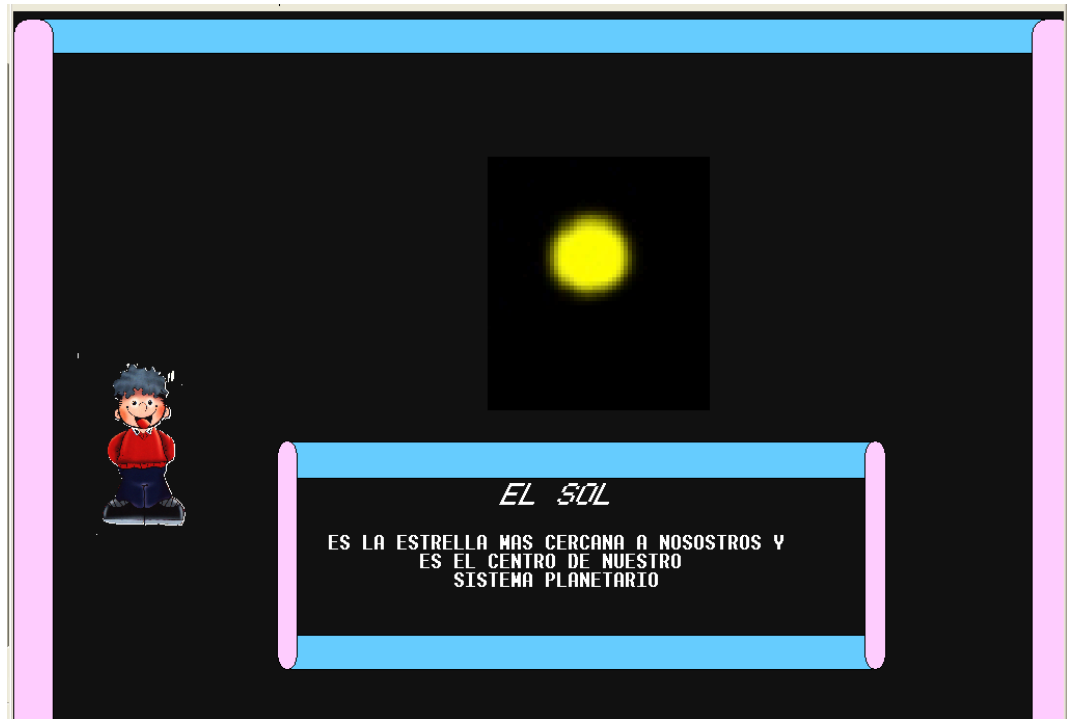 EL SOL
ES LA ESTRELLA MAS CERCANA A NOSOSTROS Y
ES EL CENTRO DE NUESTRO
SISTEMA PLANETARIO